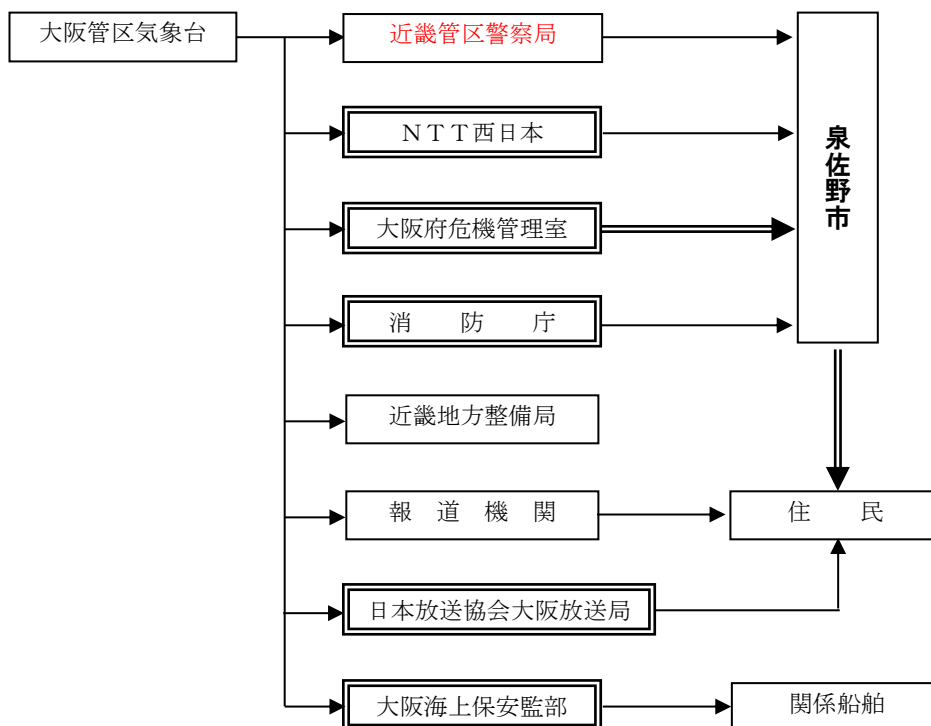 大阪管区気象台
近畿管区警察局
ＮＴＴ西日本
大阪府危機管理室
消　防　庁
近畿地方整備局
報　道　機　関
日本放送協会大阪放送局
大阪海上保安監部
泉佐野市
住　民
関係船舶